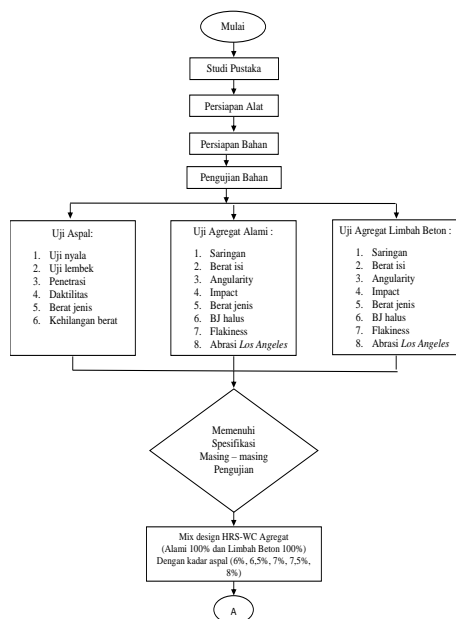 Mulai
Studi Pustaka
Persiapan Alat
Persiapan Bahan
Pengujian Bahan
Uji Aspal:
1. Uji nyala
2. Uji lembek
3. Penetrasi
4. Daktilitas
5. Berat jenis
6. Kehilangan berat
Uji Agregat Alami :
1. Saringan
2. Berat isi
3. Angularity
4. Impact
5. Berat jenis
6. BJ halus
7. Flakiness
8. Abrasi Los Angeles
Uji Agregat Limbah Beton :
1. Saringan
2. Berat isi
3. Angularity
4. Impact
5. Berat jenis
6. BJ halus
7. Flakiness
8. Abrasi Los Angeles
Memenuhi
Spesifikasi
Masing – masing
Pengujian
Mix design HRS-WC Agregat
(Alami 100% dan Limbah Beton 100%)
Dengan kadar aspal (6%, 6,5%, 7%, 7,5%,
8%)
A